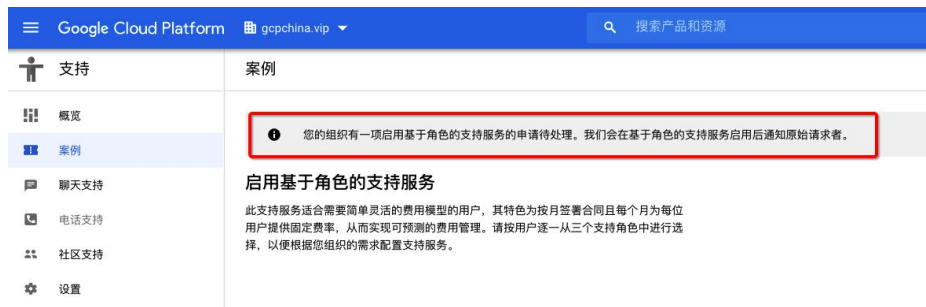 Google Cloud Platform
gcpchina.vip
搜索产品和资源
支持
案例
概览
案例
聊天支持
电话支持
社区支持
设置
您的组织有一项启用基于角色的支持服务的申请待处理。我们会在基于角色的支持服务启用后通知原始请求者。
启用基于角色的支持服务
此支持服务适合需要简单灵活的费用模型的用户，其特色为按月签署合同且每个月为每位
用户提供固定费率，从而实现可预测的费用管理。请按用户逐一从三个支持角色中进行选
择，以便根据您组织的需求配置支持服务。